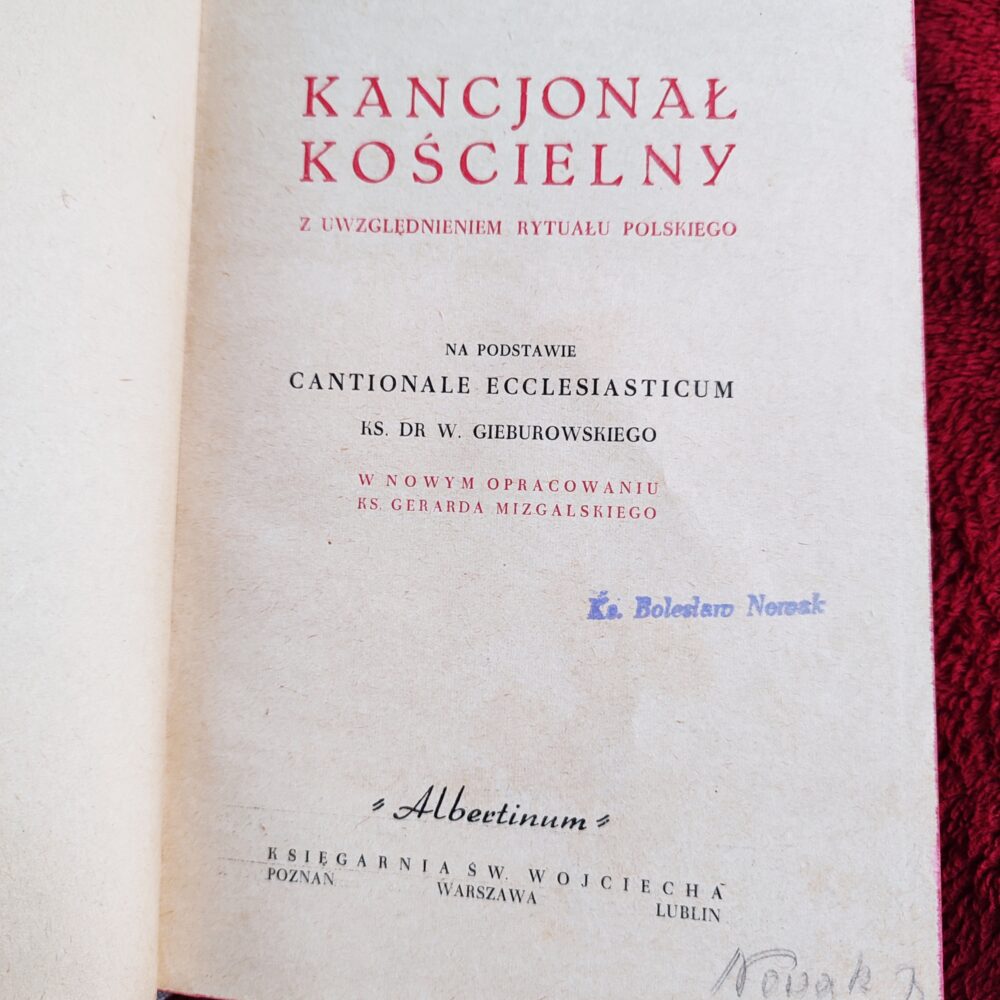 KANCJONAŁ
KOŚCIELNY
Z UWZGLĘDNIENIEM RYTUAŁU POLSKIEGO
NA PODSTAWIE
CANTIONALE ECCLESIASTICUM
KS. DR W. GIEBUROWSKIEGO
W NOWYM OPRACOWANIU
KS. GERARDA MIZGALSKIEGO
Ks. Bolesław Nowak
"Albertinum"
KSIĘGARNIA ŚW. WOJCIECHA
POZNAŃ WARSZAWA LUBLIN
Nowak